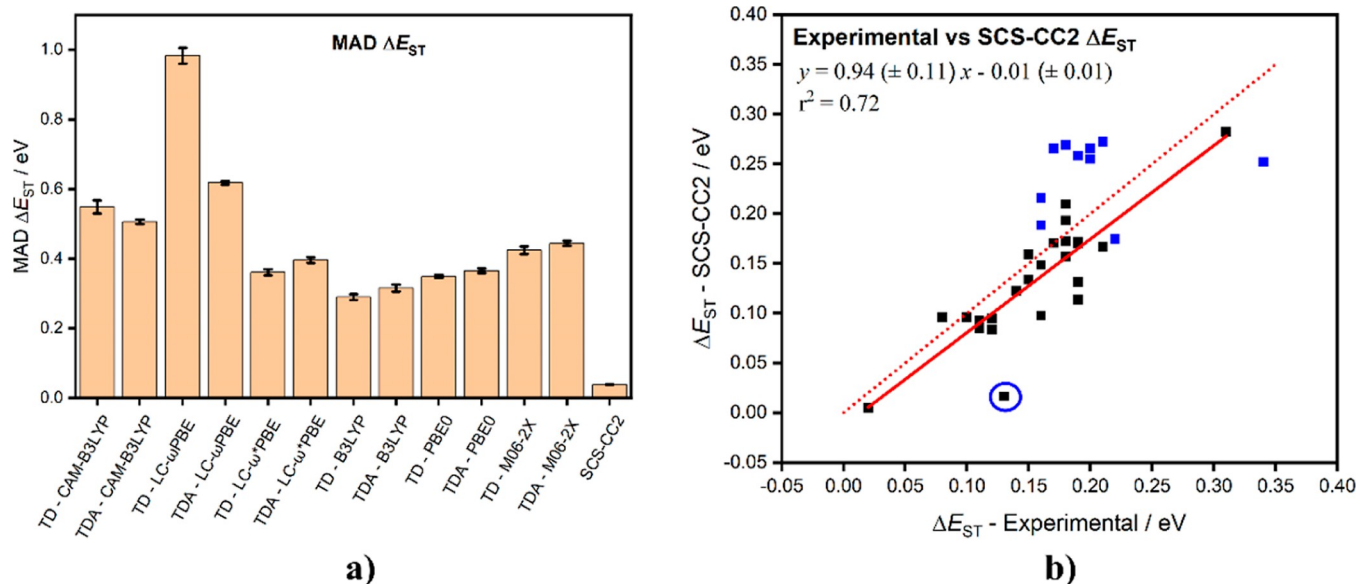 MAD ΔE_ST
MAD ΔE_ST / eV
1.0
0.8
0.6
0.4
0.2
0.0
TD - CAM-B3LYP
TDA - CAM-B3LYP
TD - LC-ωPBE
TDA - LC-ωPBE
TD - LC-ω*PBE
TDA - LC-ω*PBE
TD - B3LYP
TDA - B3LYP
TD - PBE0
TDA - PBE0
TD - M06-2X
TDA - M06-2X
SCS-CC2
a)
Experimental vs SCS-CC2 ΔE_ST
y = 0.94 (± 0.11) x - 0.01 (± 0.01)
r² = 0.72
ΔE_ST - SCS-CC2 / eV
0.40
0.35
0.30
0.25
0.20
0.15
0.10
0.05
0.00
-0.05
-0.05 0.00 0.05 0.10 0.15 0.20 0.25 0.30 0.35 0.40
ΔE_ST - Experimental / eV
b)